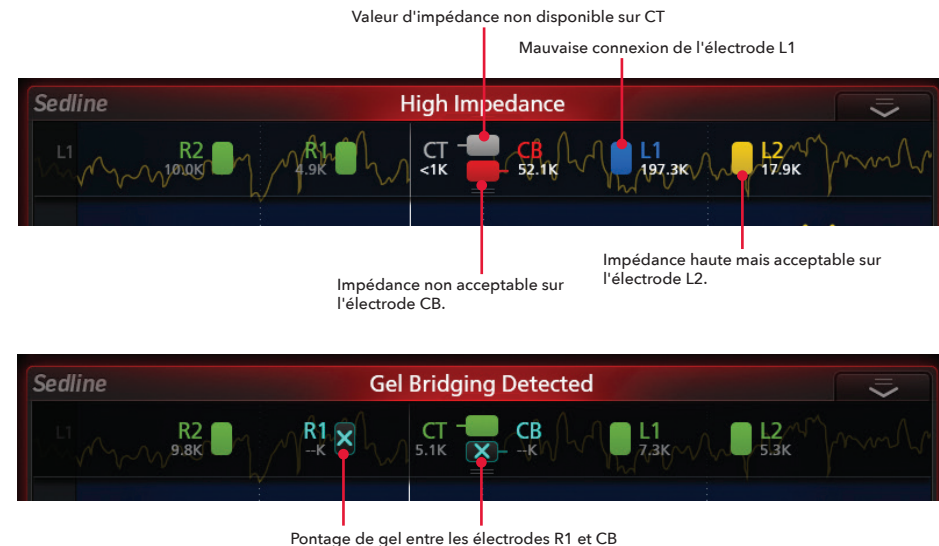 Valeur d'impédance non disponible sur CT
Mauvaise connexion de l'électrode L1
Sedline
High Impedance
L1
R2
10.0K
R1
4.9K
CT
<1K
CB
52.1K
L1
197.3K
L2
17.9K
Impédance non acceptable sur
l'électrode CB.
Impédance haute mais acceptable sur
l'électrode L2.
Sedline
Gel Bridging Detected
L1
R2
9.8K
R1
--K
CT
5.1K
CB
--K
L1
7.3K
L2
5.3K
Pontage de gel entre les électrodes R1 et CB